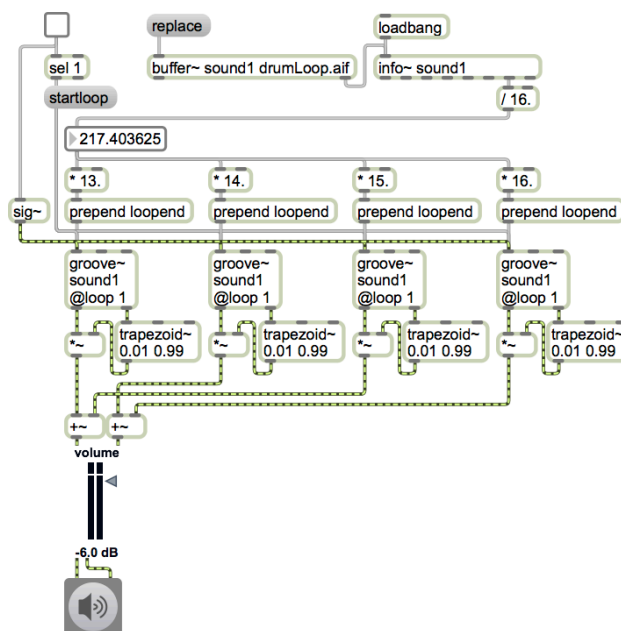 replace
loadbang
sel 1
buffer~ sound1 drumLoop.aif
info~ sound1
startloop
/ 16.
217.403625
* 13.
* 14.
* 15.
* 16.
sig~
prepend loopend
prepend loopend
prepend loopend
prepend loopend
groove~
sound1
@loop 1
groove~
sound1
@loop 1
groove~
sound1
@loop 1
groove~
sound1
@loop 1
*~
trapezoid~
0.01 0.99
*~
trapezoid~
0.01 0.99
*~
trapezoid~
0.01 0.99
*~
trapezoid~
0.01 0.99
+~
+~
volume
-6.0 dB